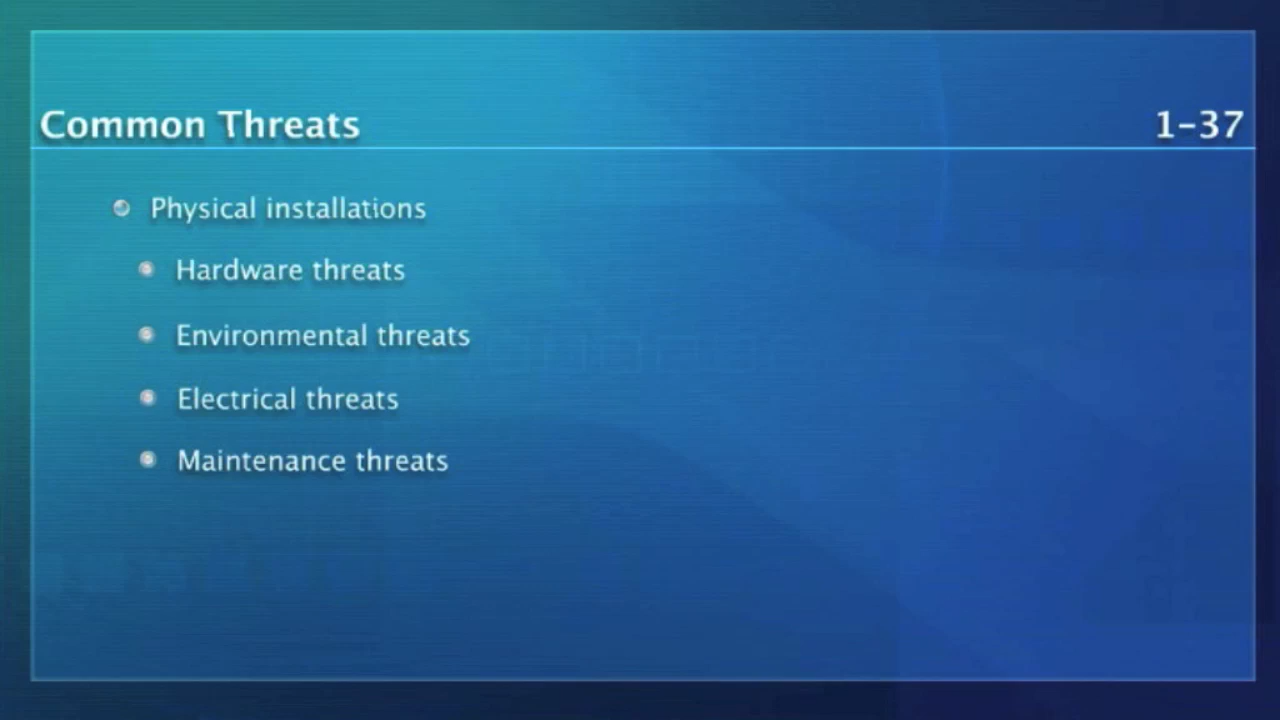 Common Threats 1-37
Physical installations
Hardware threats
Environmental threats
Electrical threats
Maintenance threats